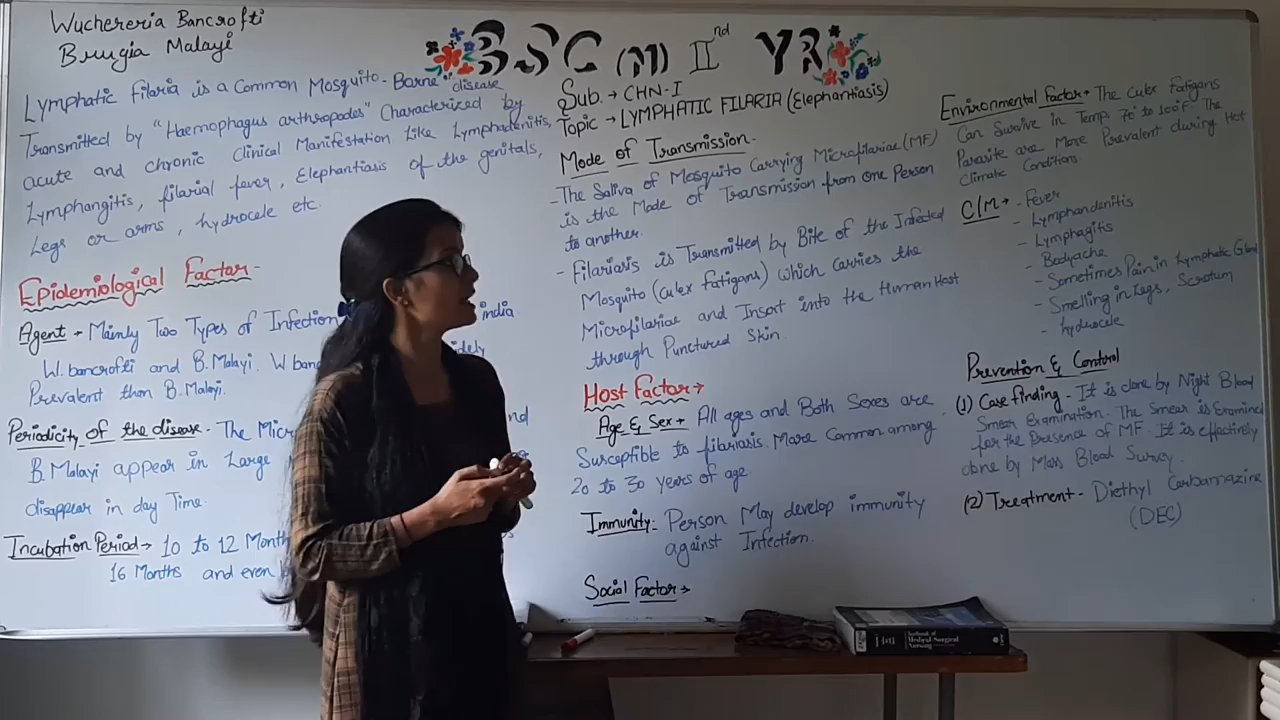 Wuchereria Bancrofti
Brugia Malayi
Lymphatic Filaria is a Common Mosquito-Borne disease
Transmitted by "Haemophagus arthropodes" Characterized by
acute and chronic Clinical Manifestation Like Lymphadenitis,
Lymphangitis, filarial fever, Elephantiasis of the genitals,
Legs or arms, hydrocele etc.
Epidemiological Factor-
Agent → Mainly Two Types of Infection india
W. bancrofti and B. Malayi. W
Prevalent than B. Malayi.
Periodicity of the disease - The
B. Malayi appear in Large
disappear in day Time.
Incubation Period → 10 to 12 Month
16 Months and even
BSC (N) II nd YR
Sub. → CHN-I
Topic → LYMPHATIC FILARIA (Elephantiasis)
Mode of Transmission-
- The Saliva of Mosquito Carrying Microfilariae (MF)
is the Mode of Transmission from one Person
to another.
- Filariasis is Transmitted by Bite of the Infected
Mosquito (culex fatigans) which carries the
Microfilariae and Insort into the Human Host
through Punctured Skin.
Host Factor →
Age & Sex → All ages and Both Sexes are
Susceptible to filariasis. More Common among
20 to 30 years of age
Immunity: Person May develop immunity
against Infection.
Social Factor →
Environmental Factor → The culex Fatigans
Can Survive in Temp. 70° to 100°F. The
Parasite are More Prevalent during Hot
Climatic Conditions
C/M → - Fever
- Lymphandenitis
- Lymphagitis
- Bodyache
- Sometimes Pain in Lymphatic Gland
- Smelling in Legs, Scrotum
- hydrocele
Prevention & Control
(1) Case finding - It is done by Night Blood
Smear Examination. The Smear is Examined
for the Presence of MF. It is effectively
done by Mass Blood Survey.
(2) Treatment - Diethyl Carbamazine
(DEC)
Textbook of
Medical Surgical
Nursing